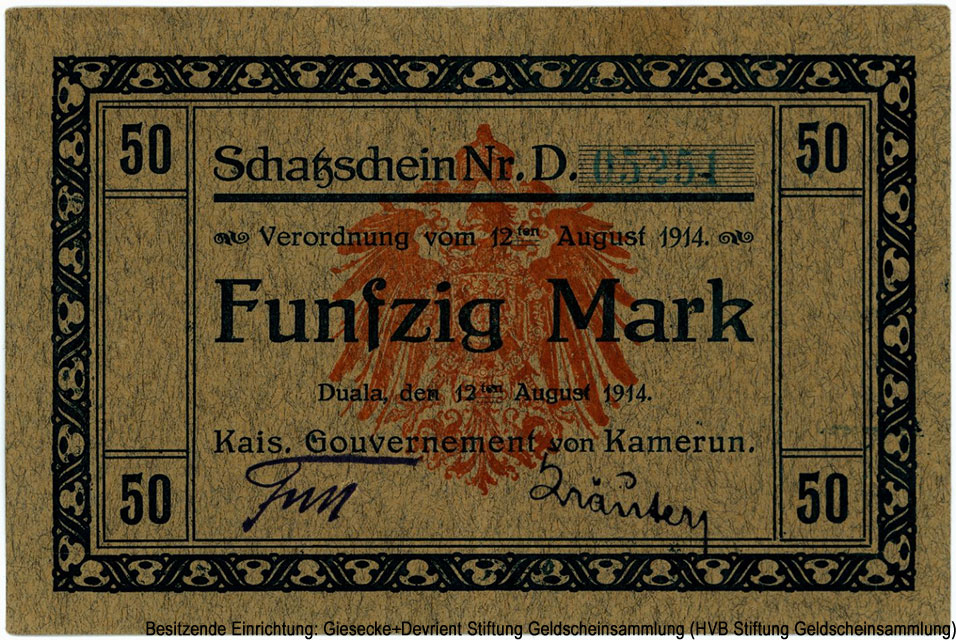 50 50
Schatzschein Nr. D. 05251
Verordnung vom 12ten August 1914.
Funfzig Mark
Duala, den 12ten August 1914.
Kais. Gouvernement von Kamerun.
50 50
Besitzende Einrichtung: Giesecke+Devrient Stiftung Geldscheinsammlung (HVB Stiftung Geldscheinsammlung)